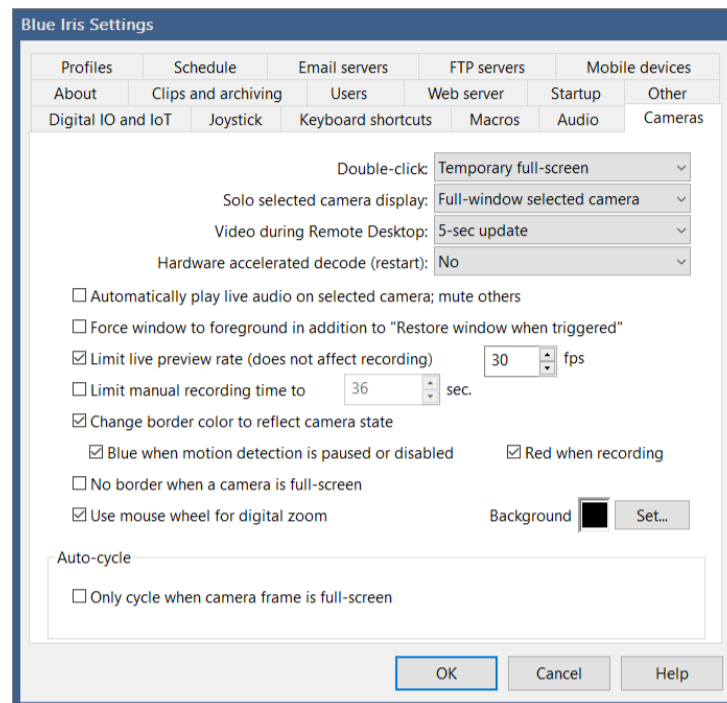 Blue Iris Settings
Profiles Schedule Email servers FTP servers Mobile devices
About Clips and archiving Users Web server Startup Other
Digital IO and IoT Joystick Keyboard shortcuts Macros Audio Cameras
Double-click: Temporary full-screen
Solo selected camera display: Full-window selected camera
Video during Remote Desktop: 5-sec update
Hardware accelerated decode (restart): No
Automatically play live audio on selected camera; mute others
Force window to foreground in addition to "Restore window when triggered"
Limit live preview rate (does not affect recording) 30 fps
Limit manual recording time to 36 sec.
Change border color to reflect camera state
Blue when motion detection is paused or disabled Red when recording
No border when a camera is full-screen
Use mouse wheel for digital zoom Background Set...
Auto-cycle
Only cycle when camera frame is full-screen
OK Cancel Help